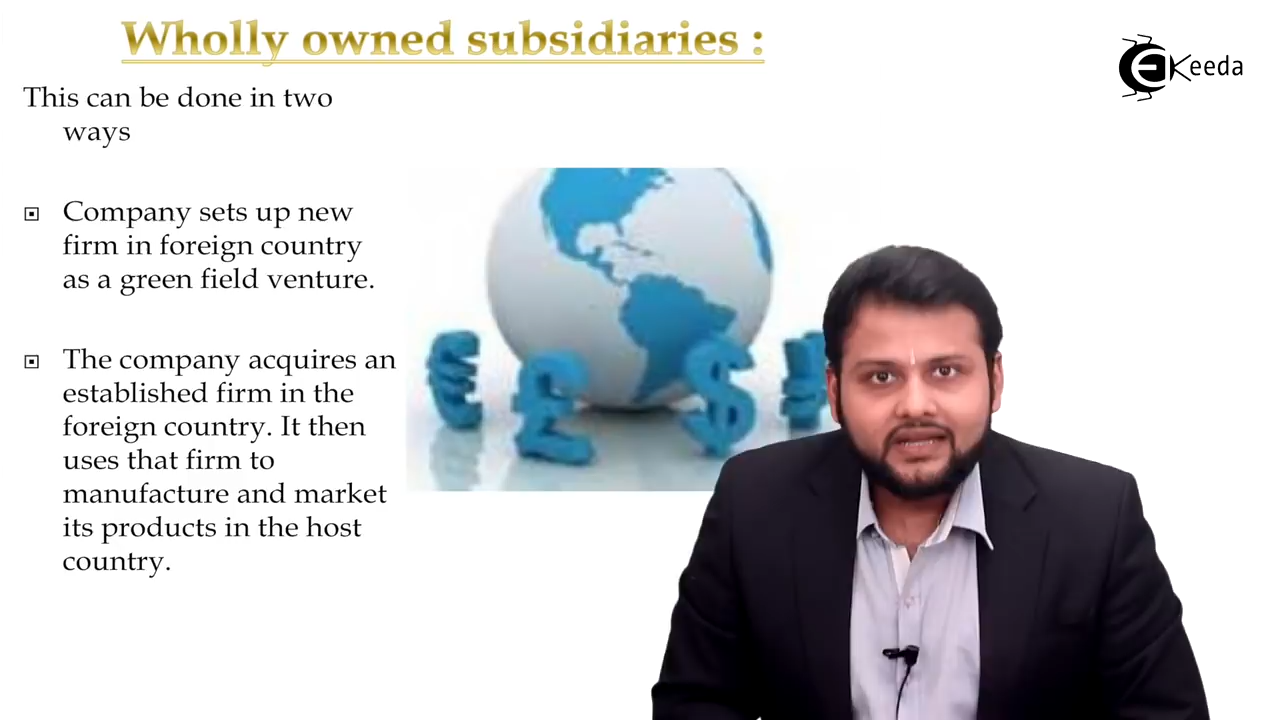 Wholly owned subsidiaries :
Keeda
This can be done in two
ways
Company sets up new
firm in foreign country
as a green field venture.
The company acquires an
established firm in the
foreign country. It then
uses that firm to
manufacture and market
its products in the host
country.
€ £ $ ¥